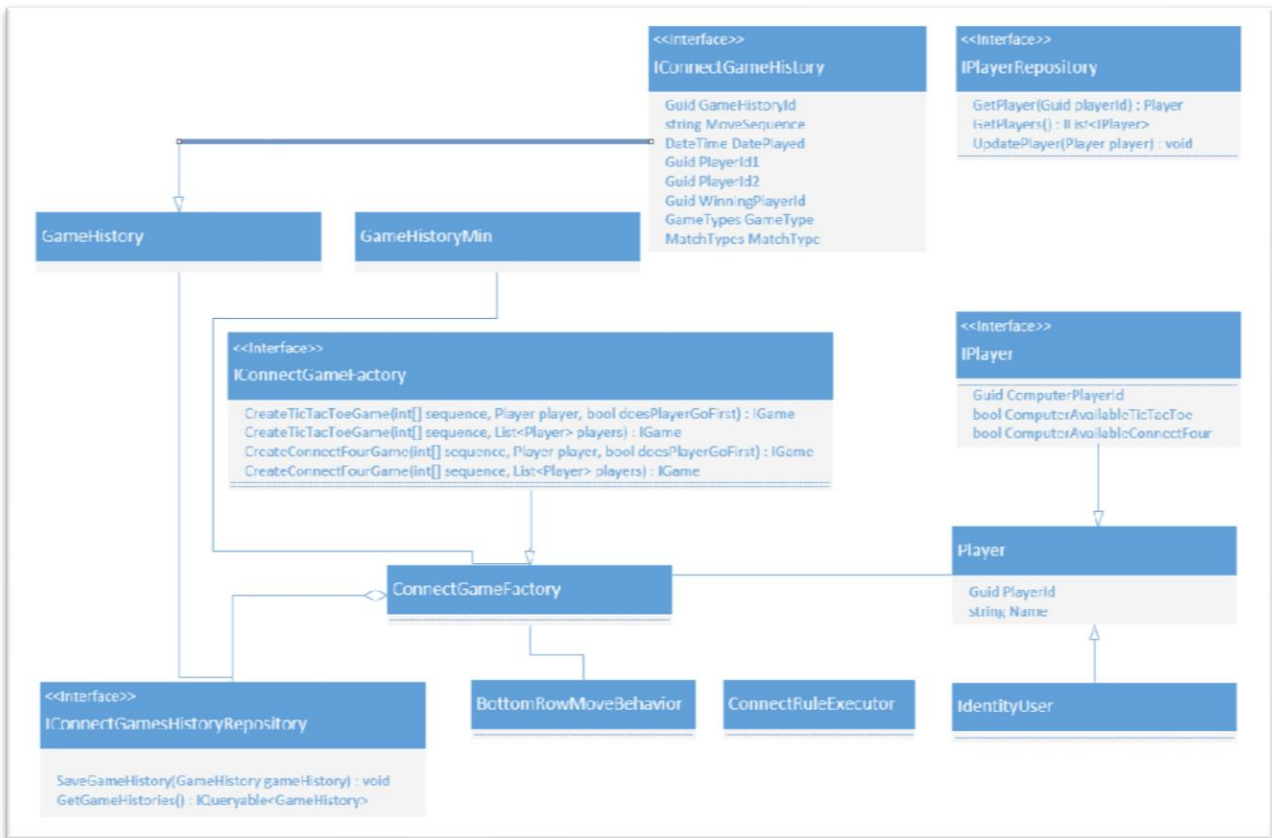 <<Interface>>
IConnectGameHistory
Guid GameHistoryId
string MoveSequence
DateTime DatePlayed
Guid PlayerId1
Guid PlayerId2
Guid WinningPlayerId
GameTypes GameType
MatchTypes MatchType
<<Interface>>
IPlayerRepository
GetPlayer(Guid playerId) : Player
GetPlayers() : IList<IPlayer>
UpdatePlayer(Player player) : void
GameHistory
GameHistoryMin
<<Interface>>
IConnectGameFactory
CreateTicTacToeGame(int[] sequence, Player player, bool doesPlayerGoFirst) : IGame
CreateTicTacToeGame(int[] sequence, List<Player> players) : IGame
CreateConnectFourGame(int[] sequence, Player player, bool doesPlayerGoFirst) : IGame
CreateConnectFourGame(int[] sequence, List<Player> players) : IGame
<<Interface>>
IPlayer
Guid ComputerPlayerId
bool ComputerAvailableTicTacToe
bool ComputerAvailableConnectFour
ConnectGameFactory
Player
Guid PlayerId
string Name
<<Interface>>
IConnectGamesHistoryRepository
SaveGameHistory(GameHistory gameHistory) : void
GetGameHistories() : IQueryable<GameHistory>
BottomRowMoveBehavior
ConnectRuleExecutor
IdentityUser